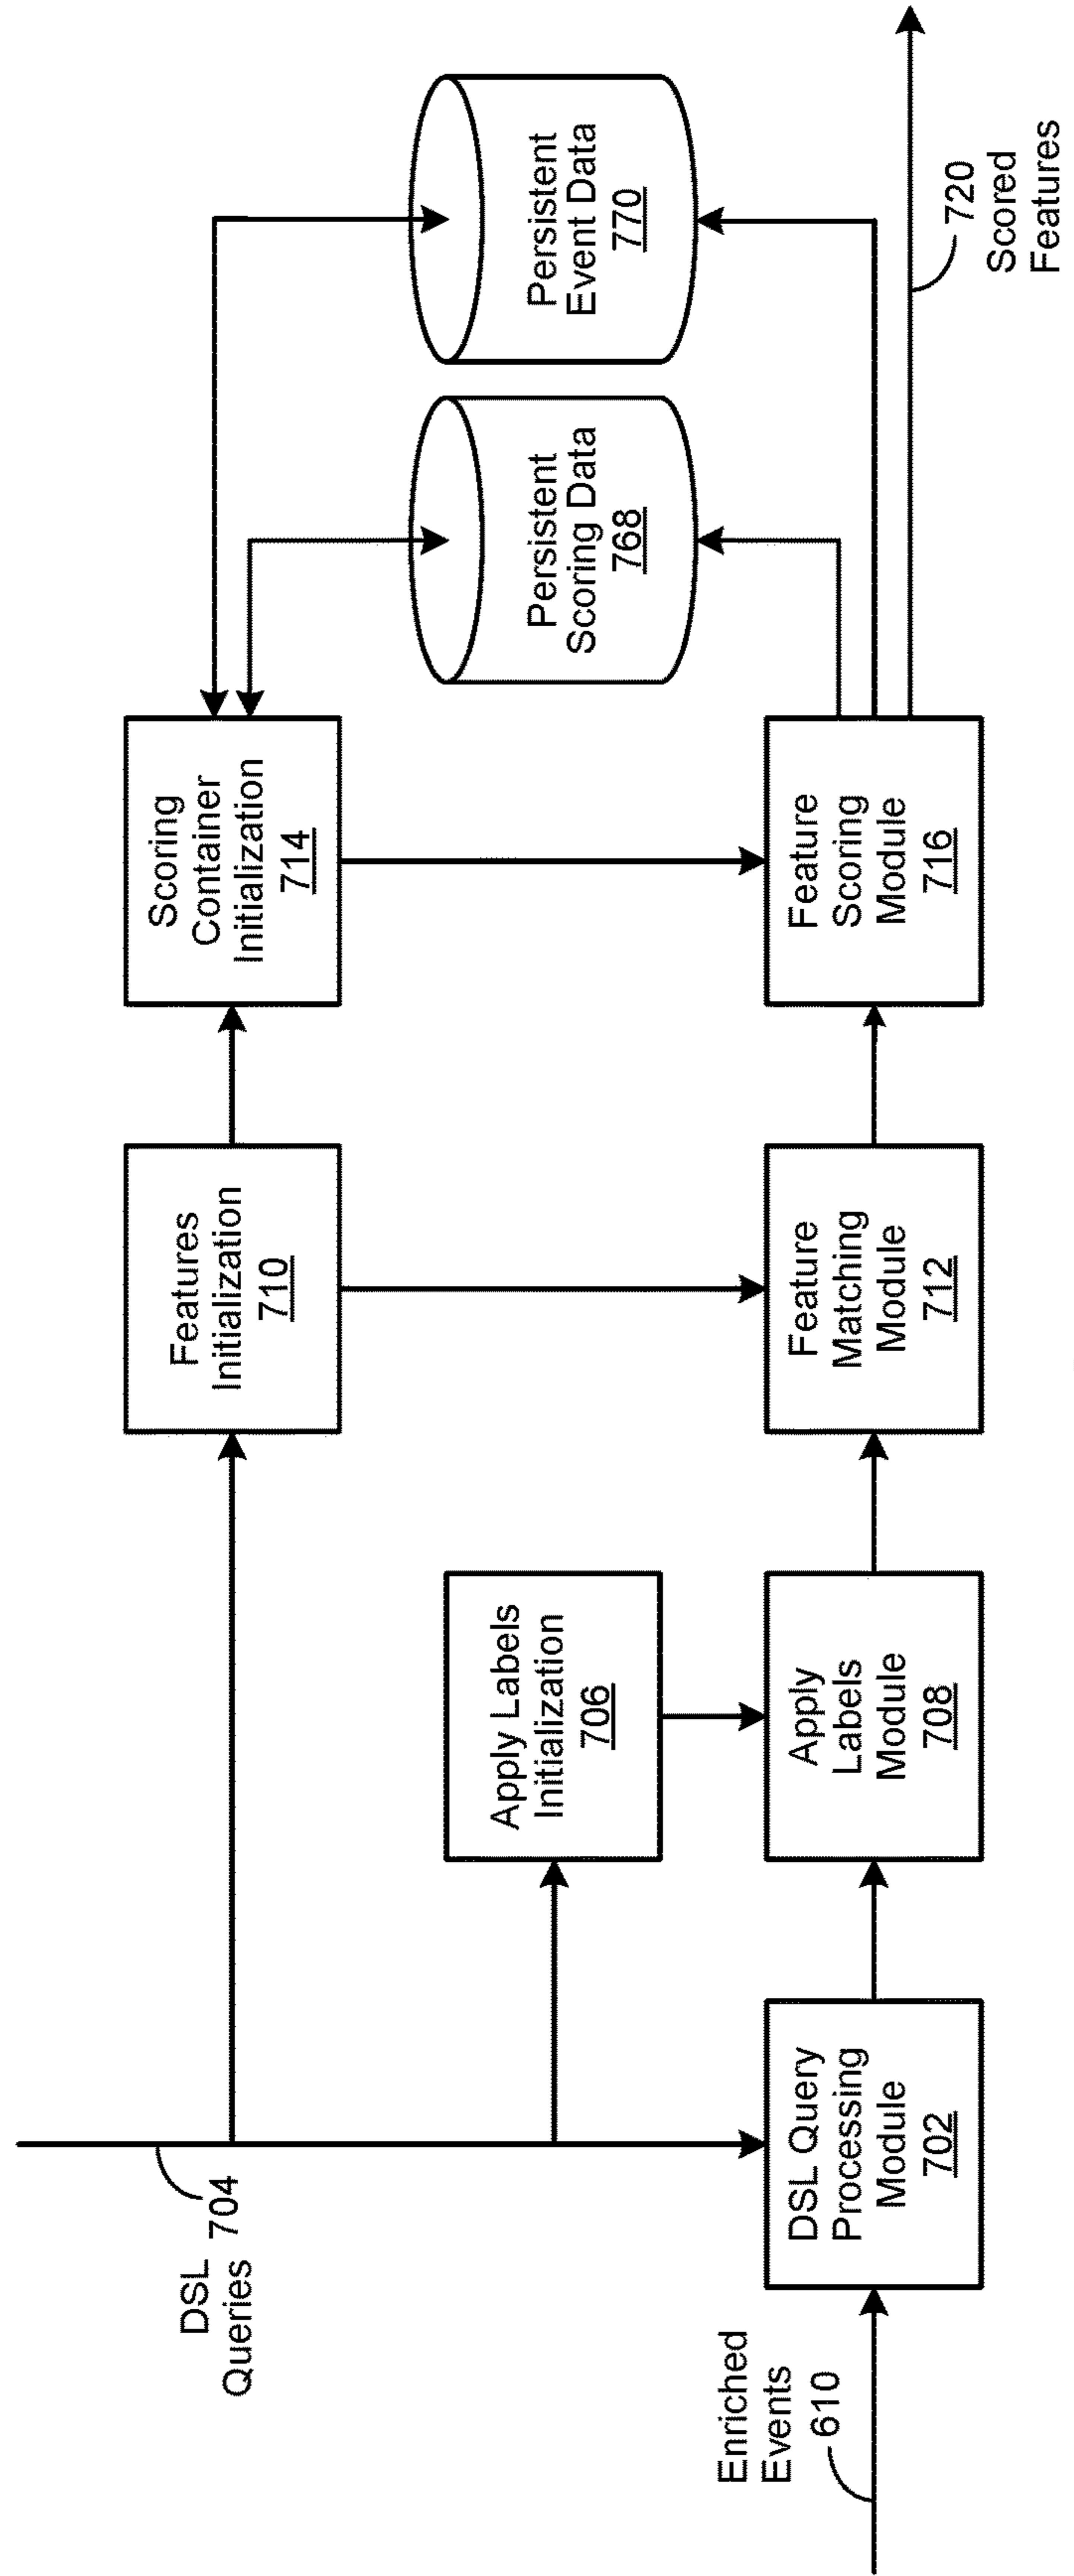 DSL
Queries
704
Features
Initialization
710
Scoring
Container
Initialization
714
Apply Labels
Initialization
706
Persistent
Scoring Data
768
Persistent
Event Data
770
Enriched
Events
610
DSL Query
Processing
Module
702
Apply
Labels
Module
708
Feature
Matching
Module
712
Feature
Scoring
Module
716
720
Scored
Features